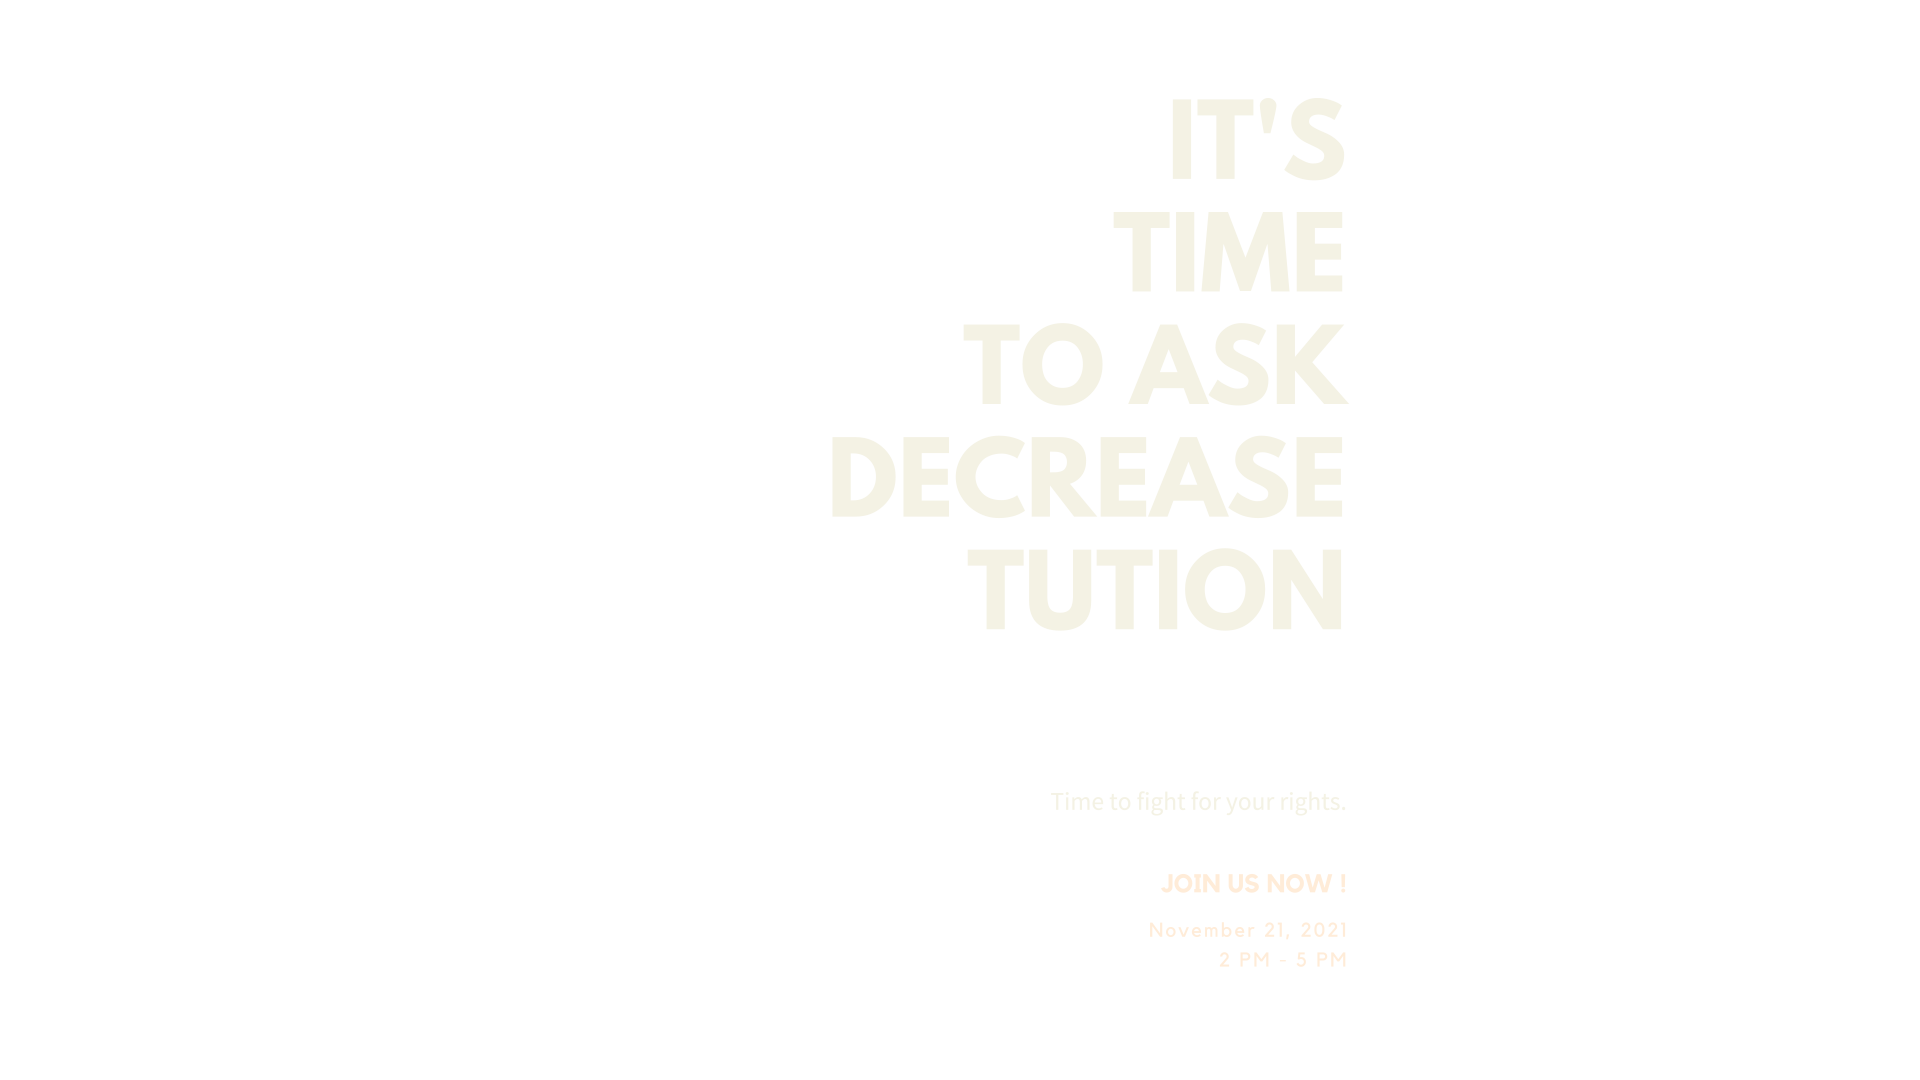 IT'S
TIME
TO ASK
DECREASE
TUTION
Time to fight for your rights.
JOIN US NOW !
November 21, 2021
2 PM - 5 PM